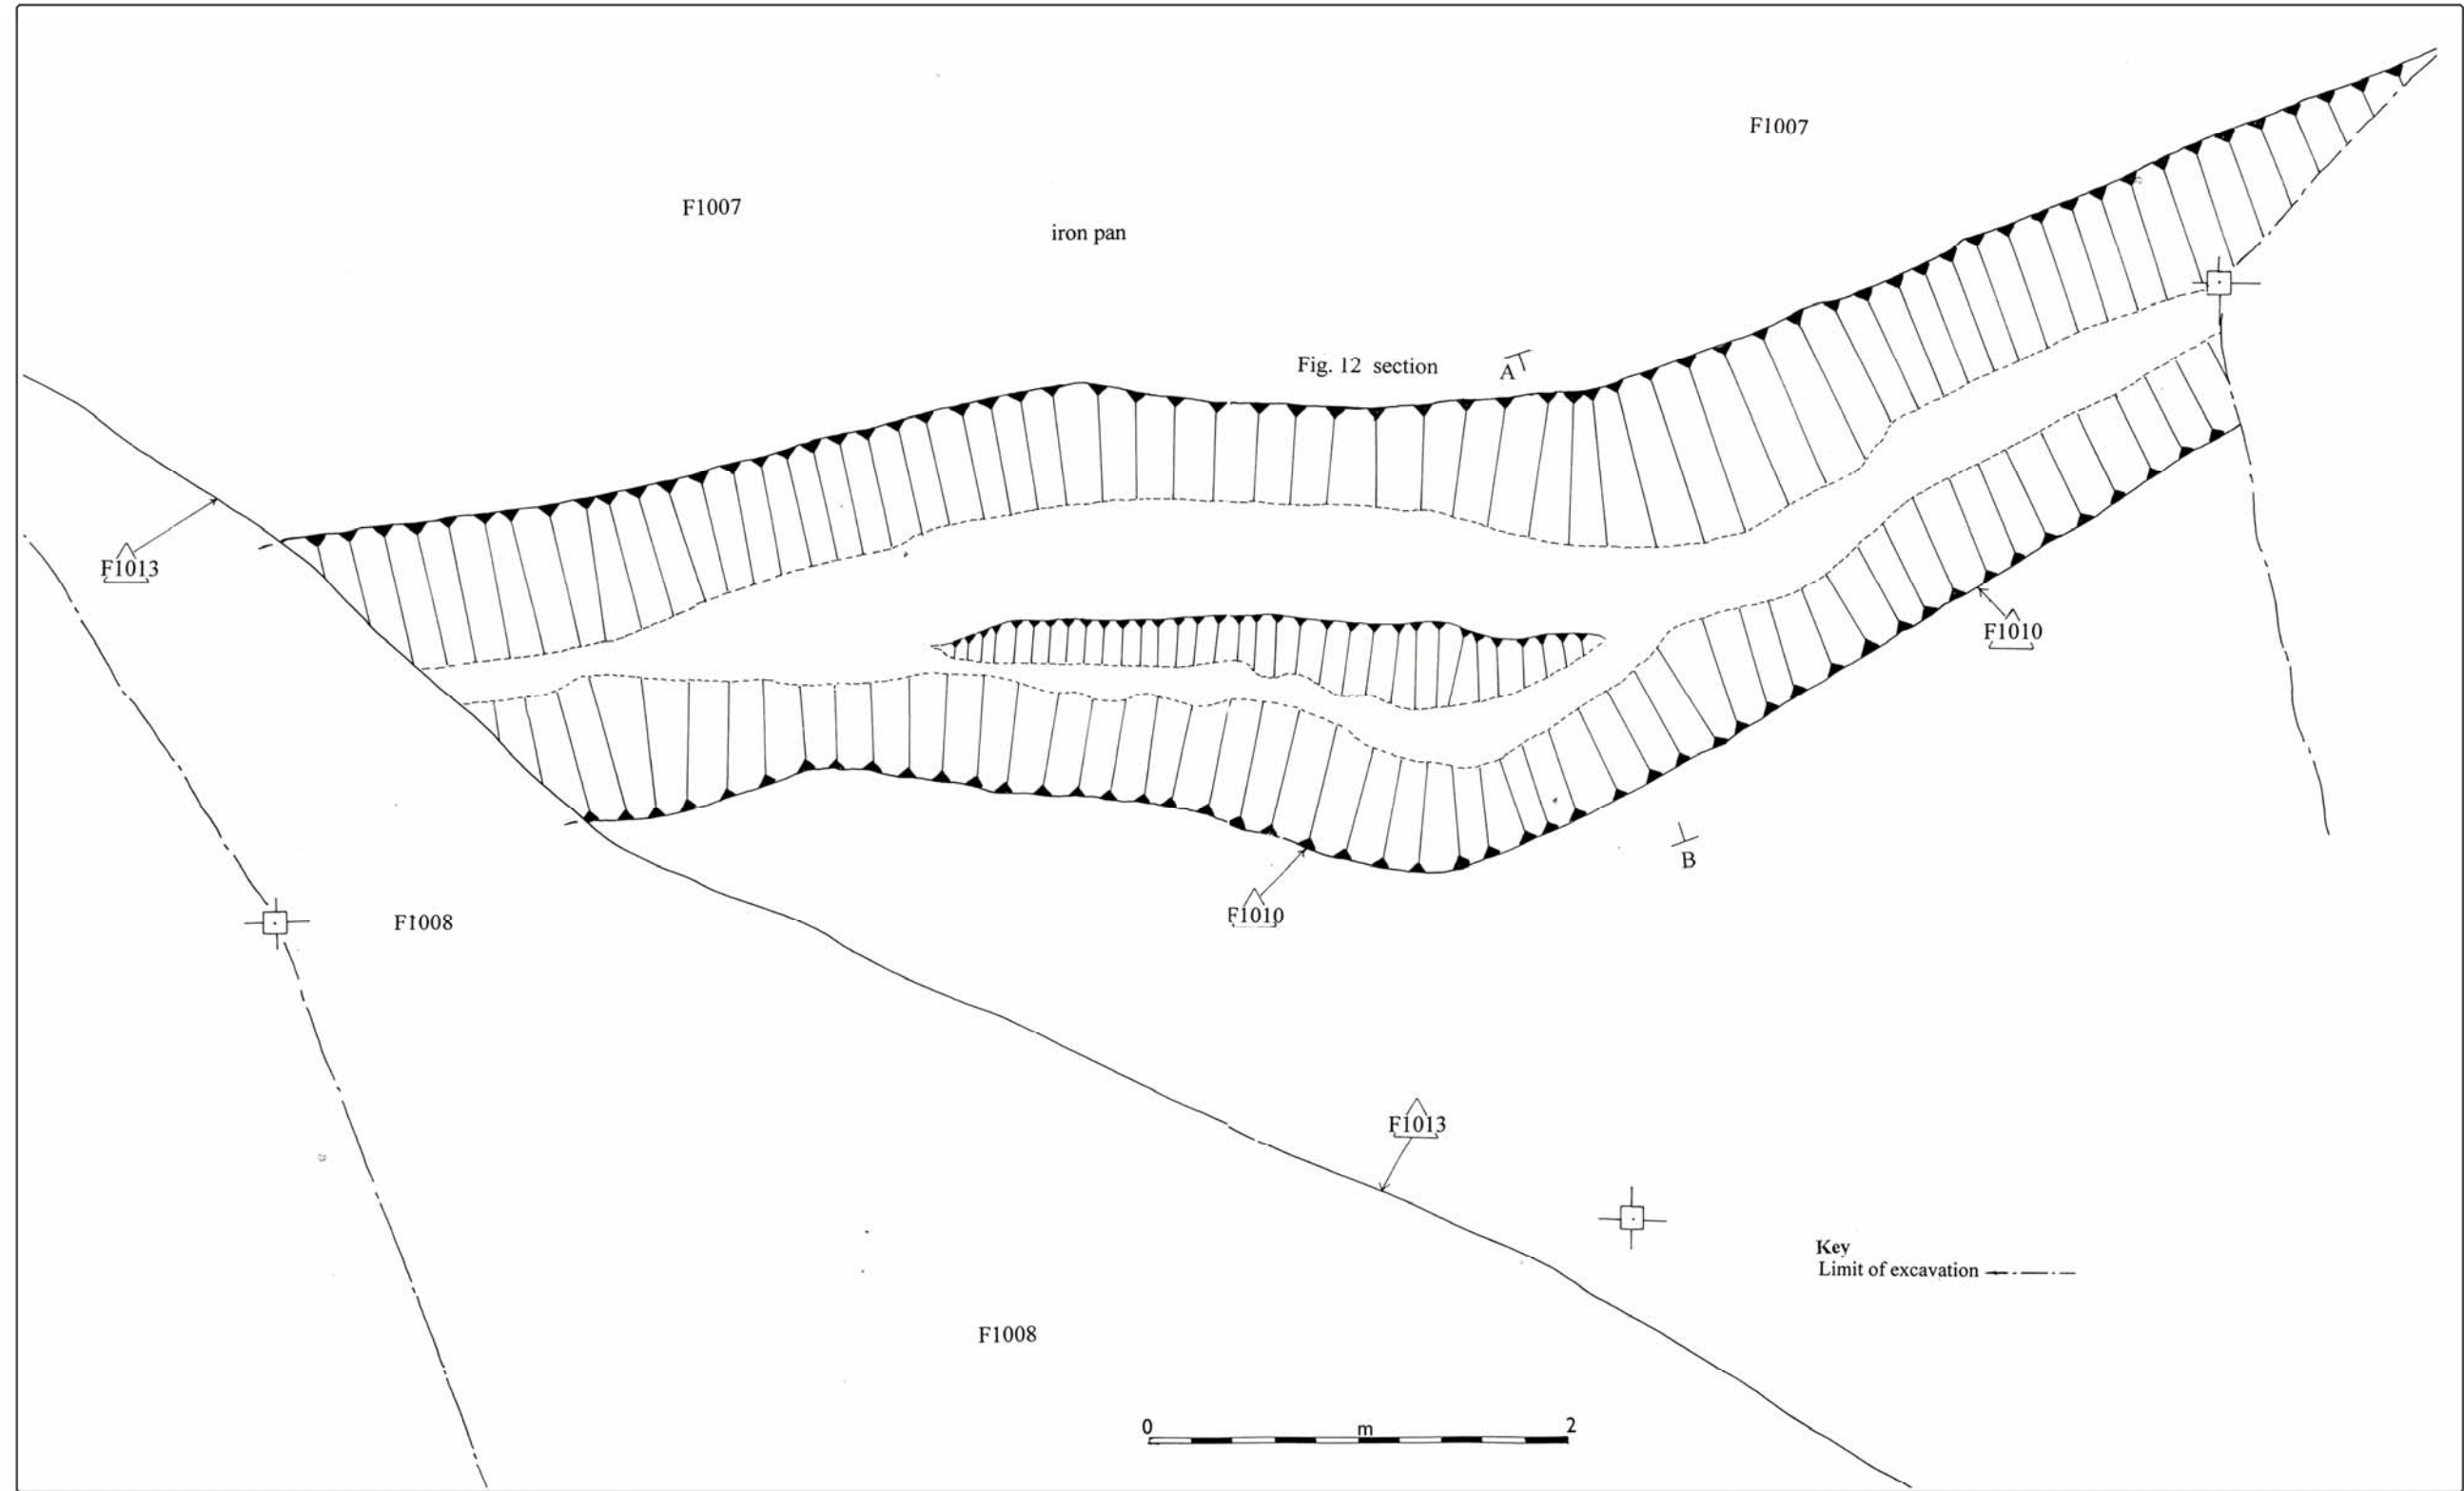 F1007
F1007
iron pan
Fig. 12 section
A
F1013
F1010
B
F1010
F1008
F1013
Key
Limit of excavation
F1008
0 m 2